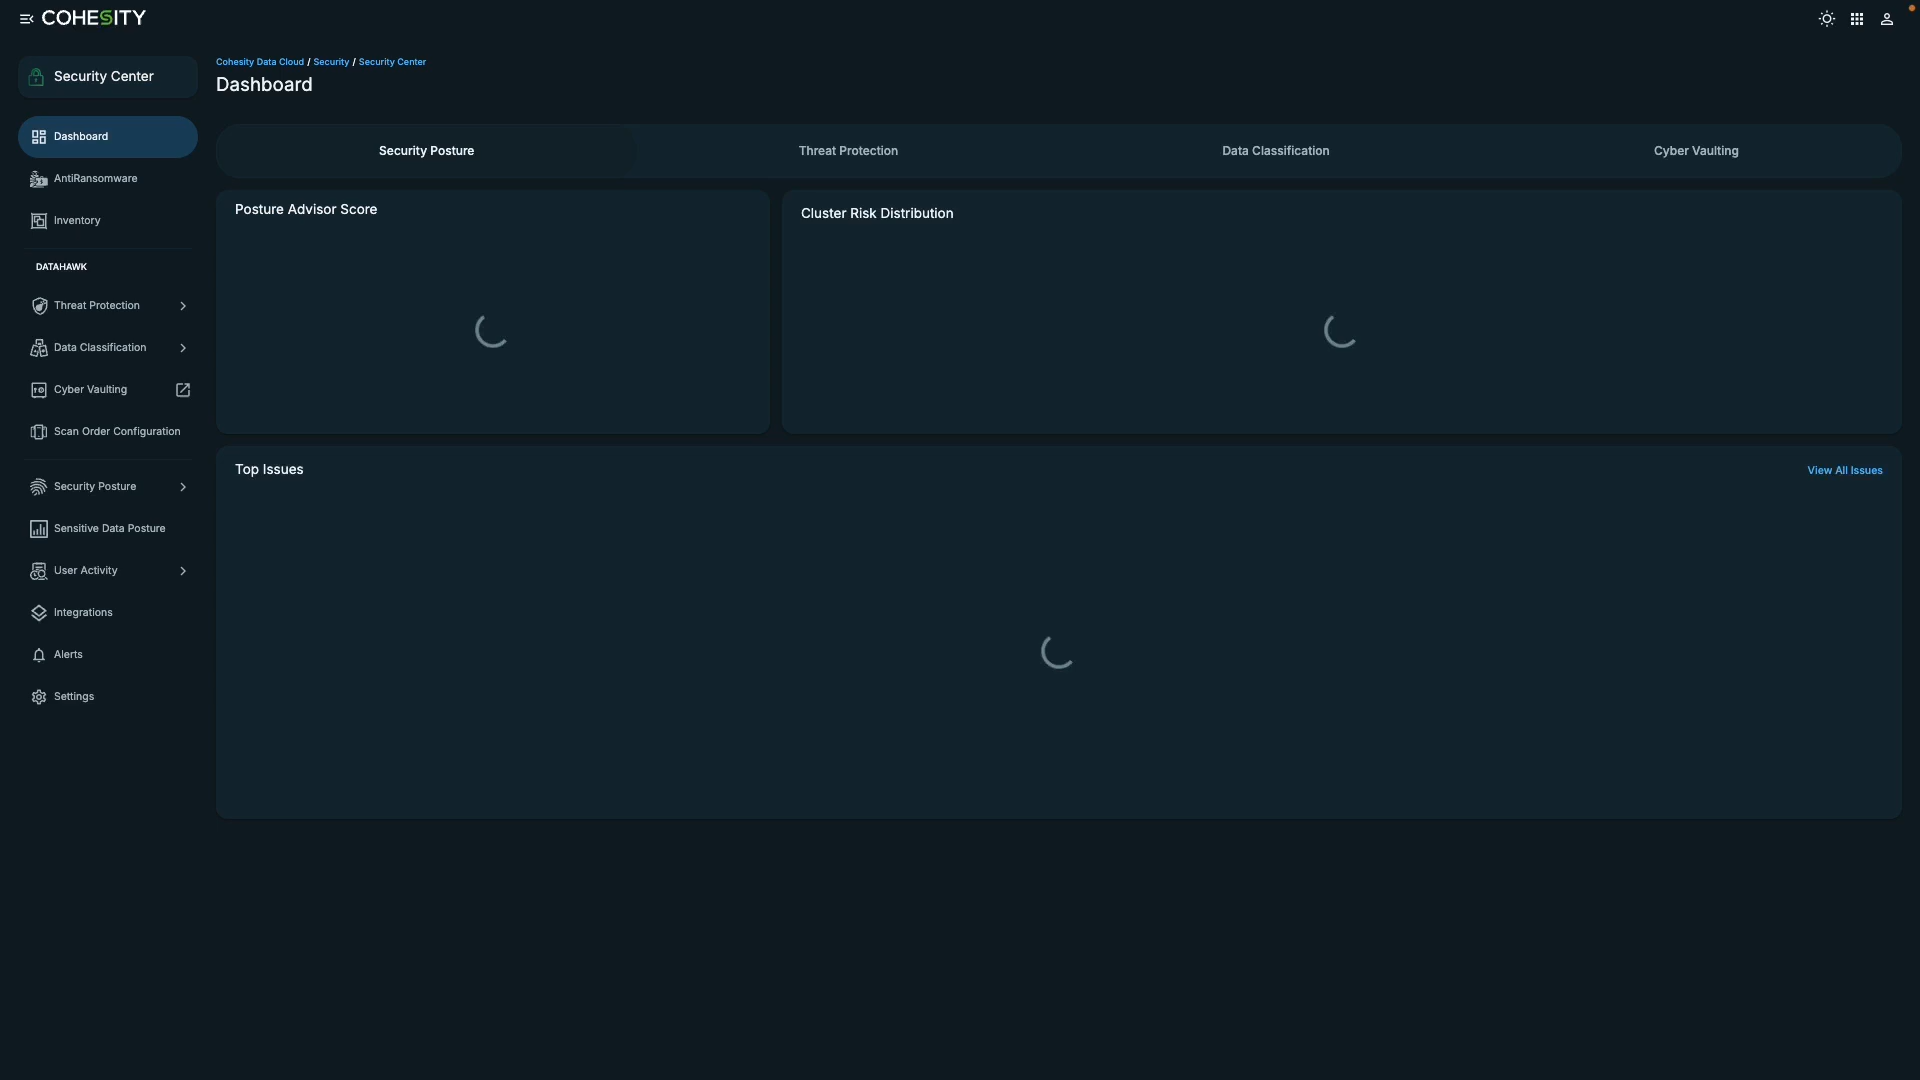 COHESITY
Security Center
Cohesity Data Cloud / Security / Security Center
Dashboard
Dashboard
AntiRansomware
Inventory
DATAHAWK
Threat Protection
Data Classification
Cyber Vaulting
Scan Order Configuration
Security Posture
Sensitive Data Posture
User Activity
Integrations
Alerts
Settings
Security Posture
Threat Protection
Data Classification
Cyber Vaulting
Posture Advisor Score
Cluster Risk Distribution
Top Issues
View All Issues